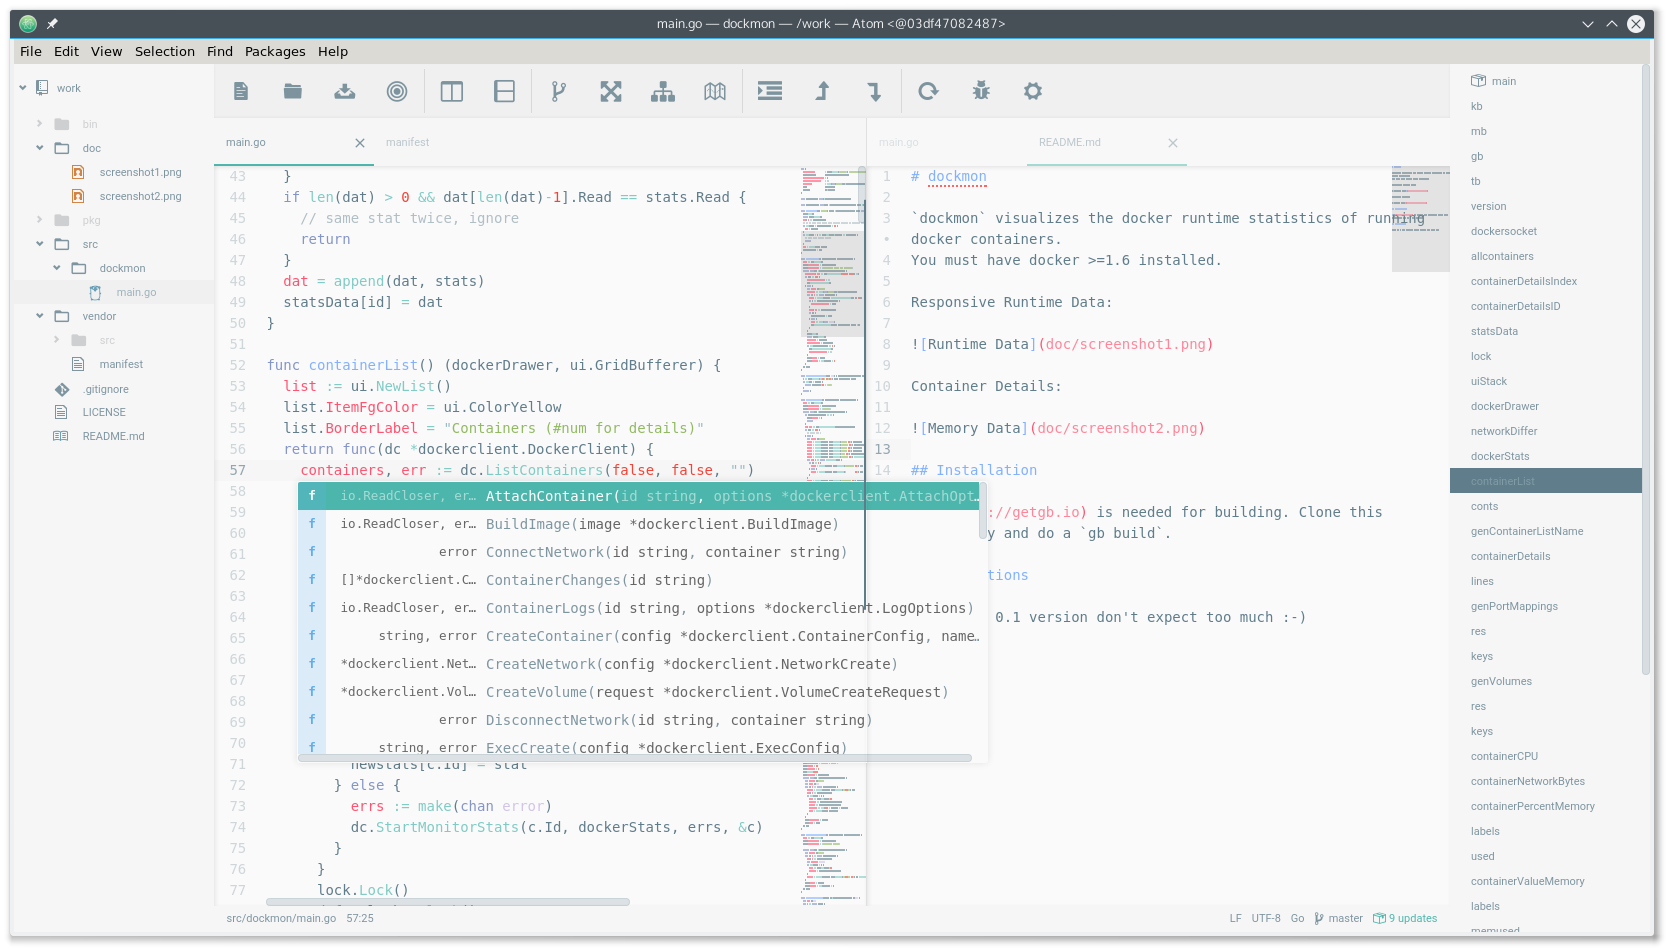 main.go — dockmon — /work — Atom <@03df47082487>
File Edit View Selection Find Packages Help
work
bin
doc
screenshot1.png
screenshot2.png
pkg
src
dockmon
main.go
vendor
src
manifest
.gitignore
LICENSE
README.md
main.go
manifest
43 }
44 if len(dat) > 0 && dat[len(dat)-1].Read == stats.Read {
45 // same stat twice, ignore
46 return
47 }
48 dat = append(dat, stats)
49 statsData[id] = dat
50 }
51
52 func containerList() (dockerDrawer, ui.GridBufferer) {
53 list := ui.NewList()
54 list.ItemFgColor = ui.ColorYellow
55 list.BorderLabel = "Containers (#num for details)"
56 return func(dc *dockerclient.DockerClient) {
57 containers, err := dc.ListContainers(false, false, "")
58
59
60
61
62
63
64
65
66
67
68
69
70
71 newstats[c.Id] = stat
72 } else {
73 errs := make(chan error)
74 dc.StartMonitorStats(c.Id, dockerStats, errs, &c)
75 }
76 }
77 lock.Lock()
f io.ReadCloser, er… AttachContainer(id string, options *dockerclient.AttachOpt…
f io.ReadCloser, er… BuildImage(image *dockerclient.BuildImage)
f error ConnectNetwork(id string, container string)
f []*dockerclient.C… ContainerChanges(id string)
f io.ReadCloser, er… ContainerLogs(id string, options *dockerclient.LogOptions)
f string, error CreateContainer(config *dockerclient.ContainerConfig, name…
f *dockerclient.Net… CreateNetwork(config *dockerclient.NetworkCreate)
f *dockerclient.Vol… CreateVolume(request *dockerclient.VolumeCreateRequest)
f error DisconnectNetwork(id string, container string)
f string, error ExecCreate(config *dockerclient.ExecConfig)
main.go
README.md
1 # dockmon
2
3 `dockmon` visualizes the docker runtime statistics of running
• docker containers.
4 You must have docker >=1.6 installed.
5
6 Responsive Runtime Data:
7
8 ![Runtime Data](doc/screenshot1.png)
9
10 Container Details:
11
12 ![Memory Data](doc/screenshot2.png)
13
14 ## Installation
://getgb.io) is needed for building. Clone this
y and do a `gb build`.
tions
0.1 version don't expect too much :-)
main
kb
mb
gb
tb
version
dockersocket
allcontainers
containerDetailsIndex
containerDetailsID
statsData
lock
uiStack
dockerDrawer
networkDiffer
dockerStats
containerList
conts
genContainerListName
containerDetails
lines
genPortMappings
res
keys
genVolumes
res
keys
containerCPU
containerNetworkBytes
containerPercentMemory
labels
used
containerValueMemory
labels
memused
src/dockmon/main.go 57:25
LF UTF-8 Go master 9 updates